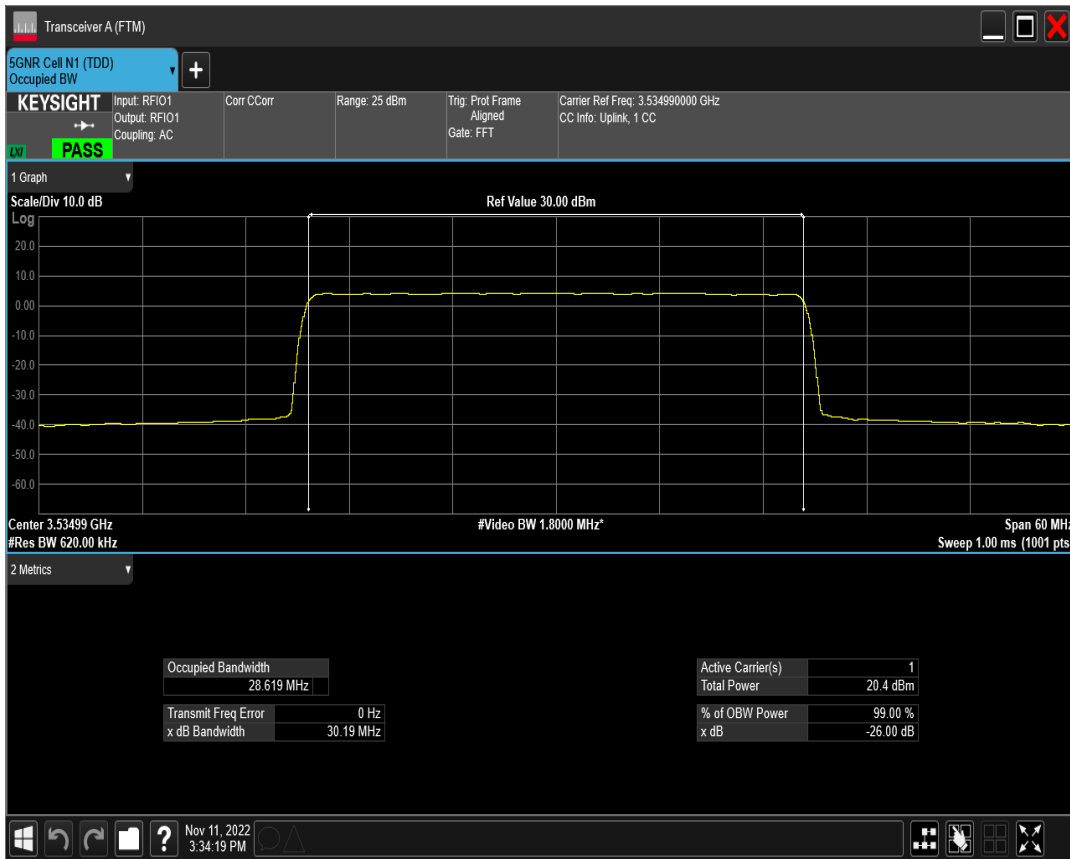 Transceiver A (FTM)
5GNR Cell N1 (TDD)
Occupied BW
KEYSIGHT
LXI
PASS
Input: RFIO1
Output: RFIO1
Coupling: AC
Corr CCorr
Range: 25 dBm
Trig: Prot Frame
Aligned
Gate: FFT
Carrier Ref Freq: 3.534990000 GHz
CC Info: Uplink, 1 CC
1 Graph
Scale/Div 10.0 dB
Ref Value 30.00 dBm
Log
20.0
10.0
0.00
-10.0
-20.0
-30.0
-40.0
-50.0
-60.0
Center 3.53499 GHz
#Video BW 1.8000 MHz*
Span 60 MHz
#Res BW 620.00 kHz
Sweep 1.00 ms (1001 pts
2 Metrics
Occupied Bandwidth
28.619 MHz
Transmit Freq Error 0 Hz
x dB Bandwidth 30.19 MHz
Active Carrier(s) 1
Total Power 20.4 dBm
% of OBW Power 99.00 %
x dB -26.00 dB
?
Nov 11, 2022
3:34:19 PM